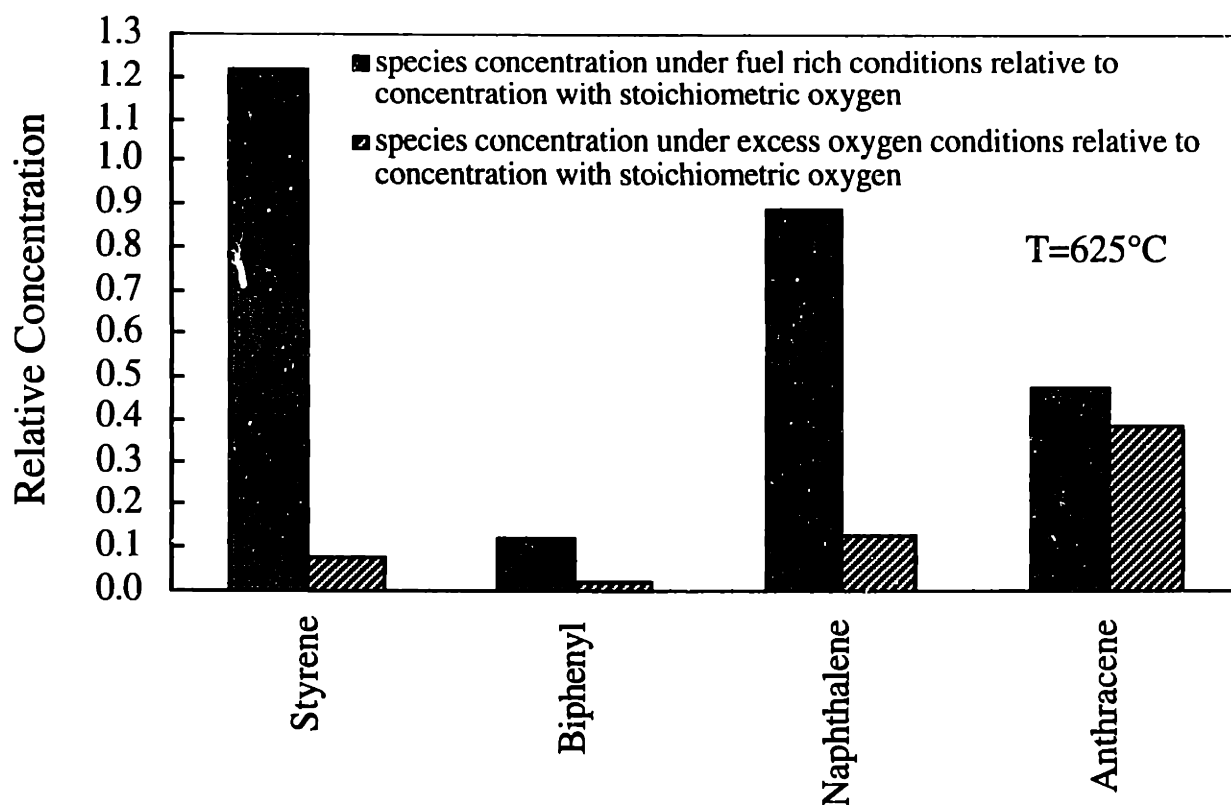 1.3
1.2
1.1
1.0
0.9
0.8
0.7
0.6
0.5
0.4
0.3
0.2
0.1
0.0
Relative Concentration
species concentration under fuel rich conditions relative to
concentration with stoichiometric oxygen
species concentration under excess oxygen conditions relative to
concentration with stoichiometric oxygen
T=625°C
Styrene
Biphenyl
Naphthalene
Anthracene